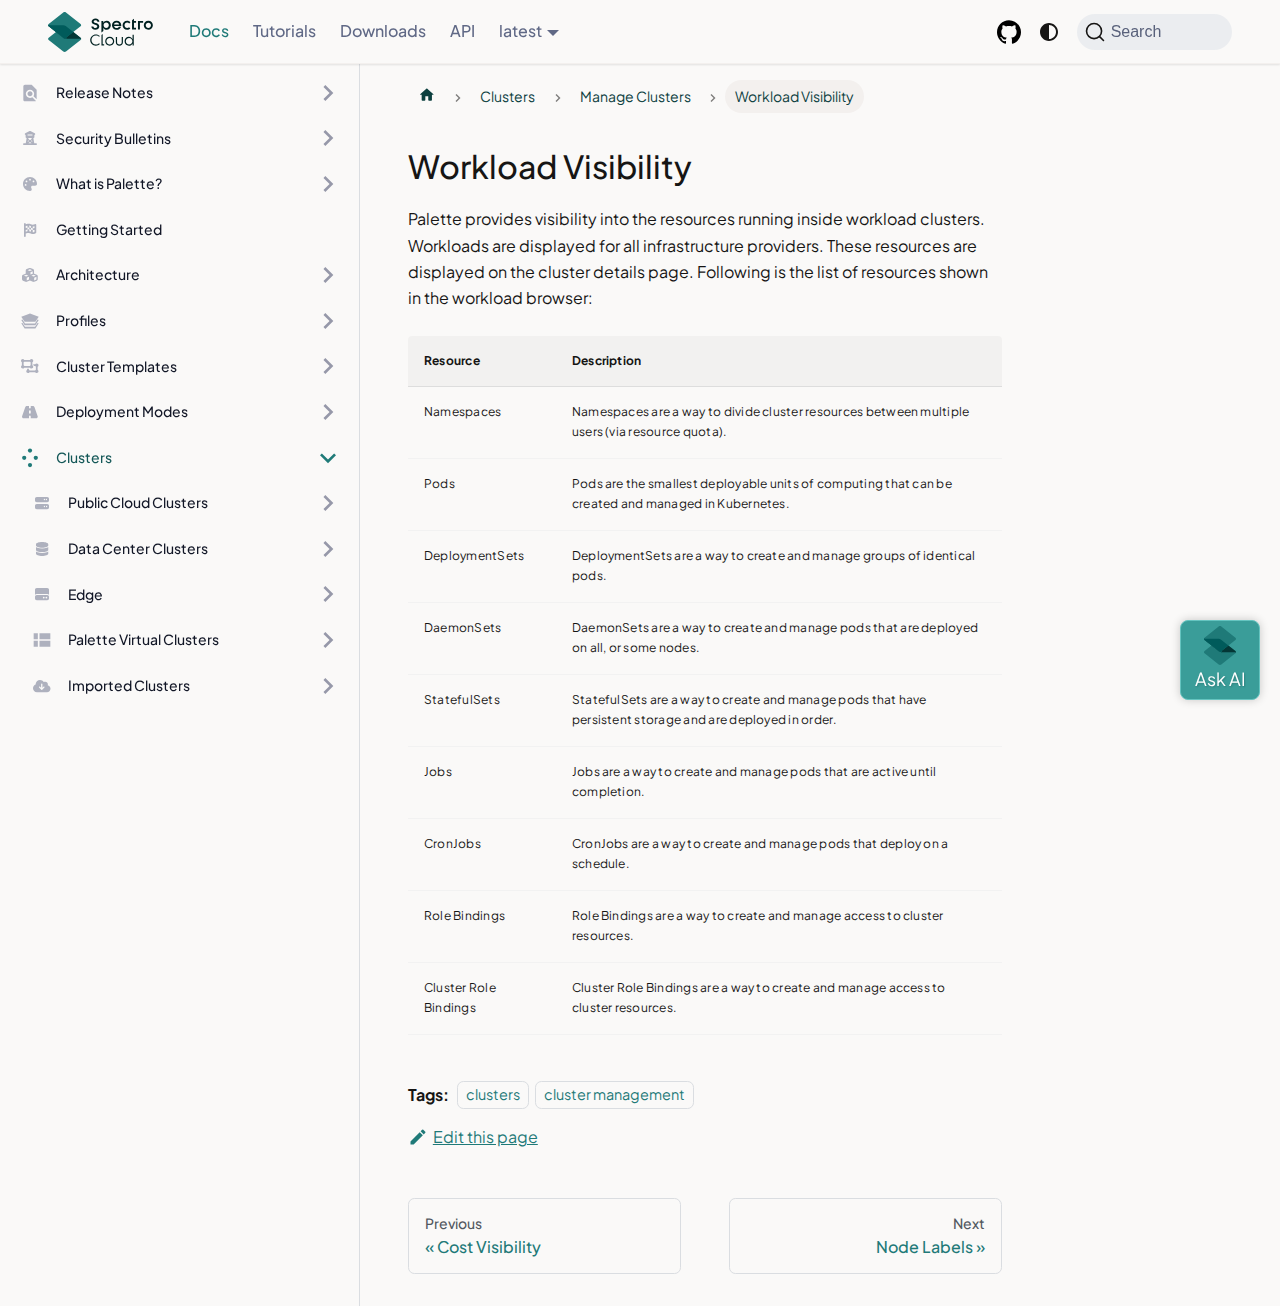 Spectro Cloud
Docs
Tutorials
Downloads
API
latest
Search
Release Notes
Security Bulletins
What is Palette?
Getting Started
Architecture
Profiles
Cluster Templates
Deployment Modes
Clusters
Public Cloud Clusters
Data Center Clusters
Edge
Palette Virtual Clusters
Imported Clusters
Clusters
Manage Clusters
Workload Visibility
Workload Visibility
Palette provides visibility into the resources running inside workload clusters.
Workloads are displayed for all infrastructure providers. These resources are
displayed on the cluster details page. Following is the list of resources shown
in the workload browser:
Resource Description
Namespaces Namespaces are a way to divide cluster resources between multiple
users (via resource quota).
Pods Pods are the smallest deployable units of computing that can be
created and managed in Kubernetes.
DeploymentSets DeploymentSets are a way to create and manage groups of identical
pods.
DaemonSets DaemonSets are a way to create and manage pods that are deployed
on all, or some nodes.
StatefulSets StatefulSets are a way to create and manage pods that have
persistent storage and are deployed in order.
Jobs Jobs are a way to create and manage pods that are active until
completion.
CronJobs CronJobs are a way to create and manage pods that deploy on a
schedule.
Role Bindings Role Bindings are a way to create and manage access to cluster
resources.
Cluster Role Cluster Role Bindings are a way to create and manage access to
Bindings cluster resources.
Tags: clusters cluster management
Edit this page
Previous
« Cost Visibility
Next
Node Labels »
Ask AI